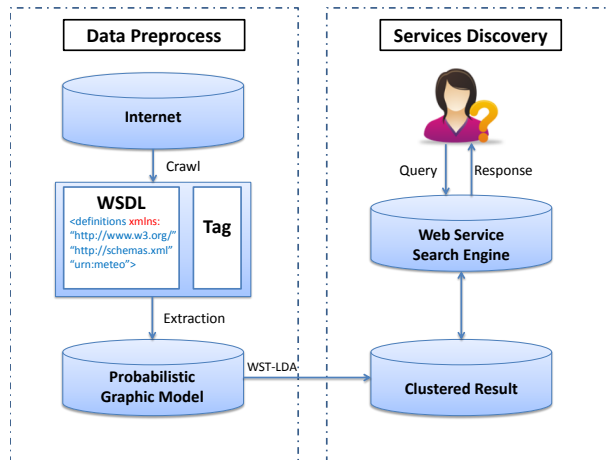 Data Preprocess
Internet
Crawl
WSDL
<definitions xmlns:
“http://www.w3.org/”
“http://schemas.xml”
“urn:meteo”>
Tag
Extraction
Probabilistic
Graphic Model
WST-LDA
Services Discovery
?
Query
Response
Web Service
Search Engine
Clustered Result